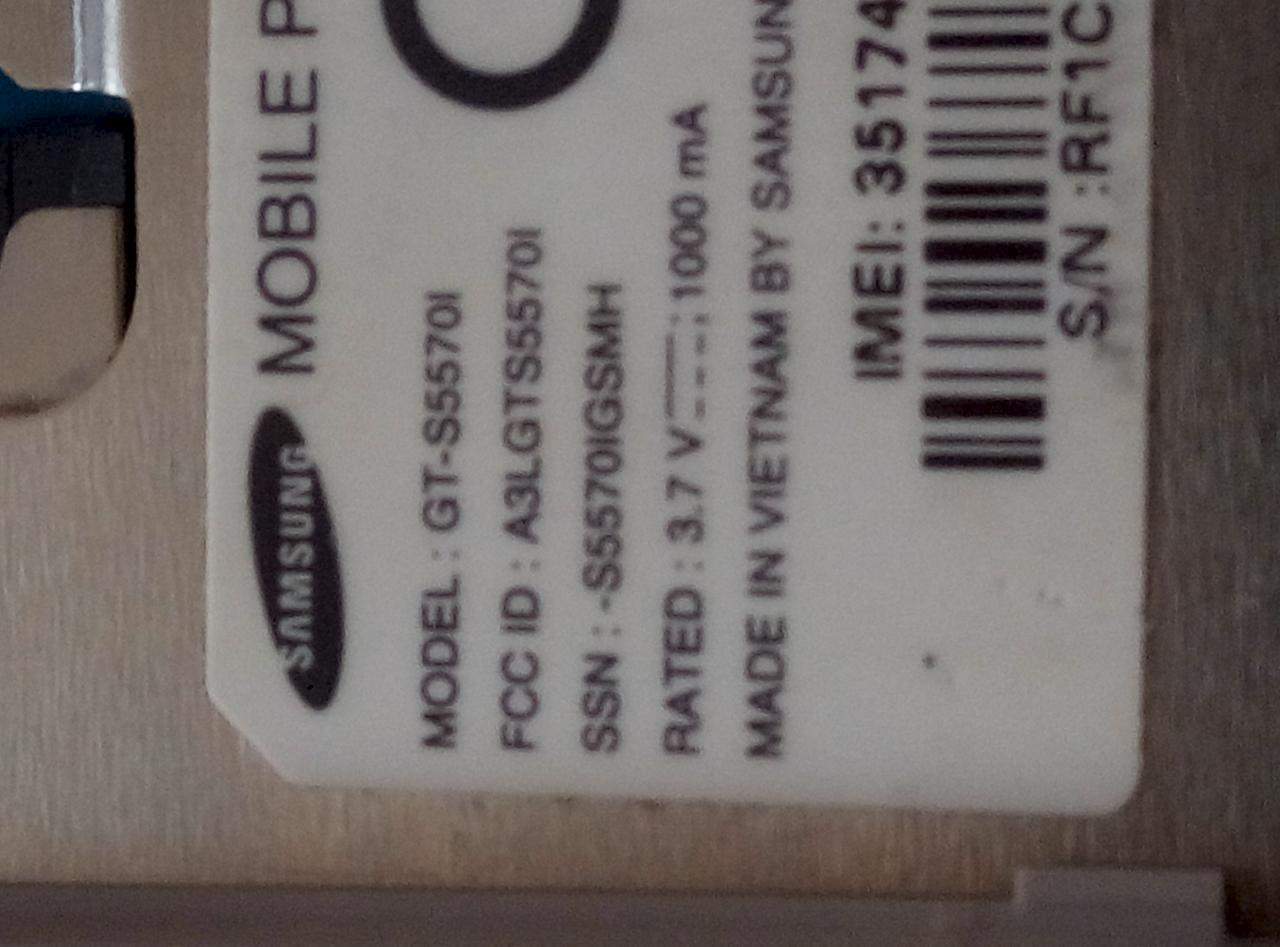 SAMSUNG MOBILE P
MODEL : GT-S5570I
FCC ID : A3LGTS5570I
SSN : -S5570IGSMH
RATED : 3.7 V⎓; 1000 mA
MADE IN VIETNAM BY SAMSUN
IMEI: 35174
S/N :RF1C